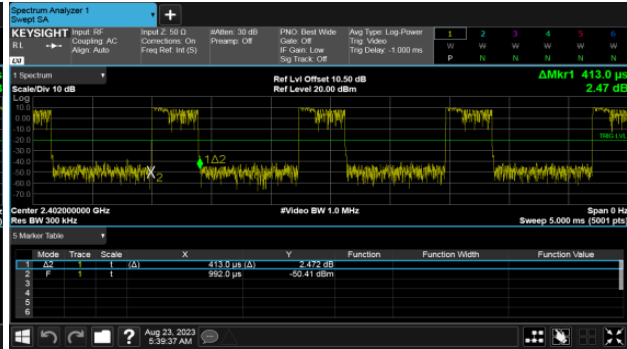 Spectrum Analyzer 1
Swept SA
+
KEYSIGHT Input: RF Input Z: 50 Ω #Atten: 30 dB PNO: Best Wide Avg Type: Log-Power 1 2 3 4 5 6
RL Coupling: AC Corrections: On Preamp: Off Gate: Off Trig: Video W W W W W W
Align: Auto Freq Ref: Int (S) IF Gain: Low Trig Delay: -1.000 ms P N N N N N
LXI Sig Track: Off
1 Spectrum
Ref Lvl Offset 10.50 dB ΔMkr1 413.0 µs
Scale/Div 10 dB Ref Level 20.00 dBm 2.47 dB
Log
10.0
0.00
-10.0
-20.0 TRIG LVL
-30.0
-40.0 1Δ2
-50.0 X2
-60.0
-70.0
Center 2.402000000 GHz #Video BW 1.0 MHz Span 0 Hz
Res BW 300 kHz Sweep 5.000 ms (5001 pts)
5 Marker Table
Mode Trace Scale X Y Function Function Width Function Value
1 Δ2 1 t (Δ) 413.0 µs (Δ) 2.472 dB
2 F 1 t 992.0 µs -50.41 dBm
3
4
5
6
? Aug 23, 2023
5:39:37 AM